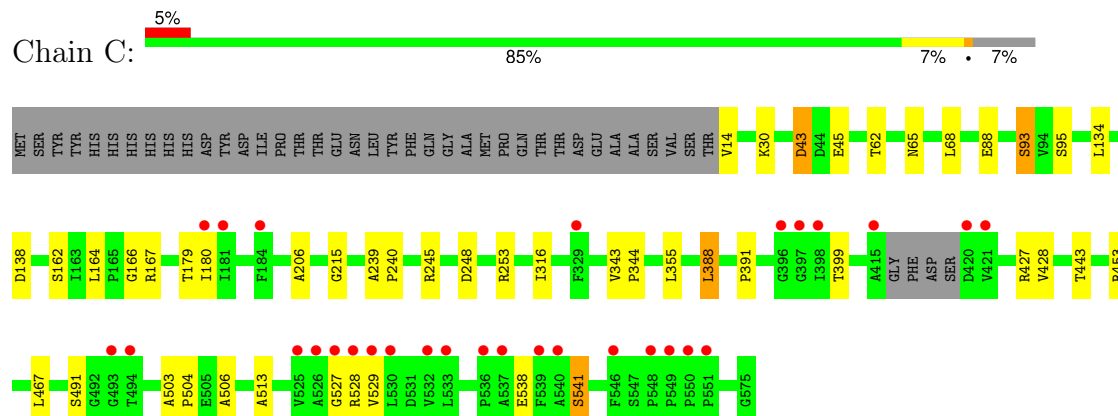 5%
Chain C:
85% 7% • 7%
MET SER TYR TYR HIS HIS HIS HIS HIS HIS ASP TYR ASP ILE PRO THR THR GLU ASN LEU TYR PHE GLN GLY ALA MET PRO GLN THR THR ASP GLU ALA ALA SER VAL SER THR V14 K30 D43 D44 E45 T62 N65 L68 E88 S93 V94 S95 L134
D138 S162 I163 L164 P165 G166 R167 T179 I180 I181 F184 A206 G215 A239 P240 R245 D248 R253 I316 F329 V343 P344 L355 L388 P391 G396 G397 I398 T399 A415 GLY PHE ASP SER D420 V421 R427 V428 T443
L467 S491 G492 G493 T494 A503 P504 E505 A506 A513 V525 A526 G527 R528 V529 L530 D531 V532 L533 P536 A537 E538 F539 A540 S541 F546 S547 P548 P549 P550 P551 G575